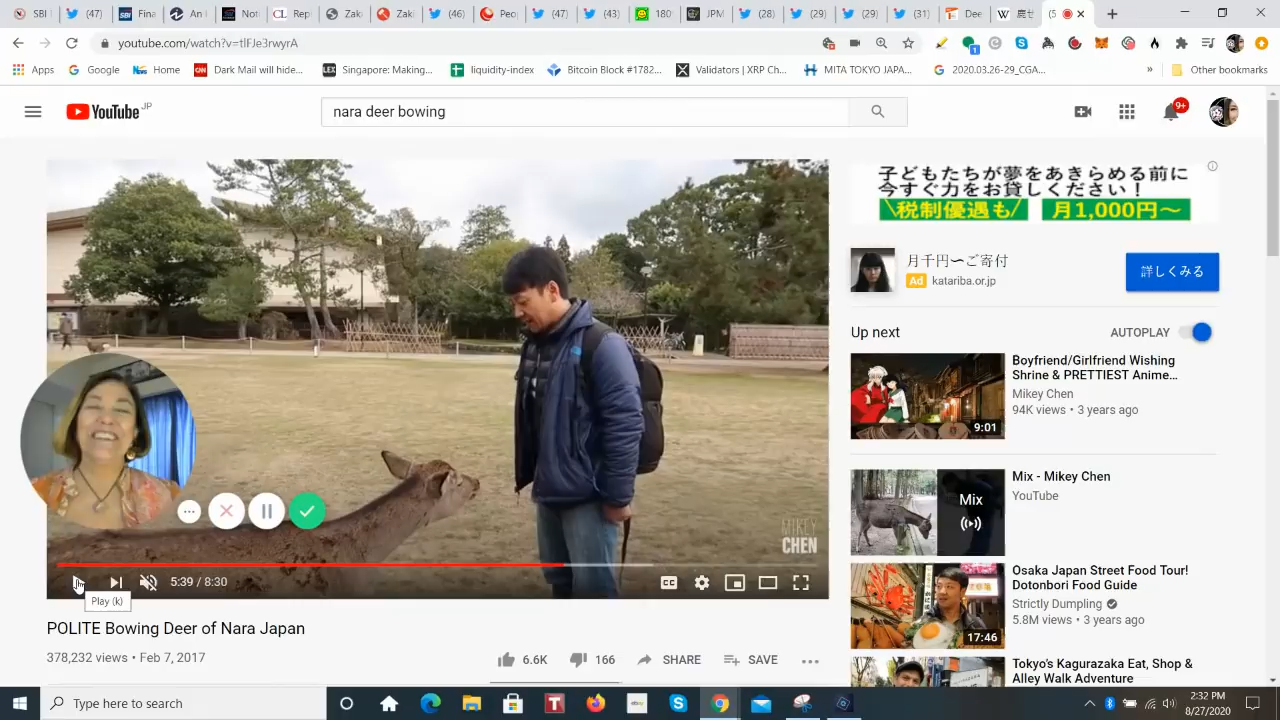 SBI
Sim
Fin
An I
Not
Rep
Zak
Zak
(46)
Peo
(47)
(43)
180
JPM
(28)
(27)
(29)
(31)
Dee
(5
youtube.com/watch?v=tlFJe3rwyrA
Apps
Google
Home
Dark Mail will hide...
Singapore: Making...
liquidity-index
Bitcoin Block #1782...
Validators | XRP Ch...
MITA TOKYO JAPA...
2020.03.26-29_CGA...
»
Other bookmarks
YouTube JP
nara deer bowing
9+
子どもたちが夢をあきらめる前に
今すぐ力をお貸しください！
\税制優遇も/ 月1,000円〜
月千円〜ご寄付
Ad katariba.or.jp
詳しくみる
Up next
AUTOPLAY
Boyfriend/Girlfriend Wishing
Shrine & PRETTIEST Anime...
Mikey Chen
94K views • 3 years ago
9:01
Mix - Mikey Chen
YouTube
Mix
Osaka Japan Street Food Tour!
Dotonbori Food Guide
Strictly Dumpling
5.8M views • 3 years ago
17:46
Tokyo's Kagurazaka Eat, Shop &
Alley Walk Adventure
MIKEY
CHEN
5:39 / 8:30
CC
Play (k)
POLITE Bowing Deer of Nara Japan
378,232 views • Feb 7, 2017
6.6K
166
SHARE
SAVE
Type here to search
2:32 PM
8/27/2020